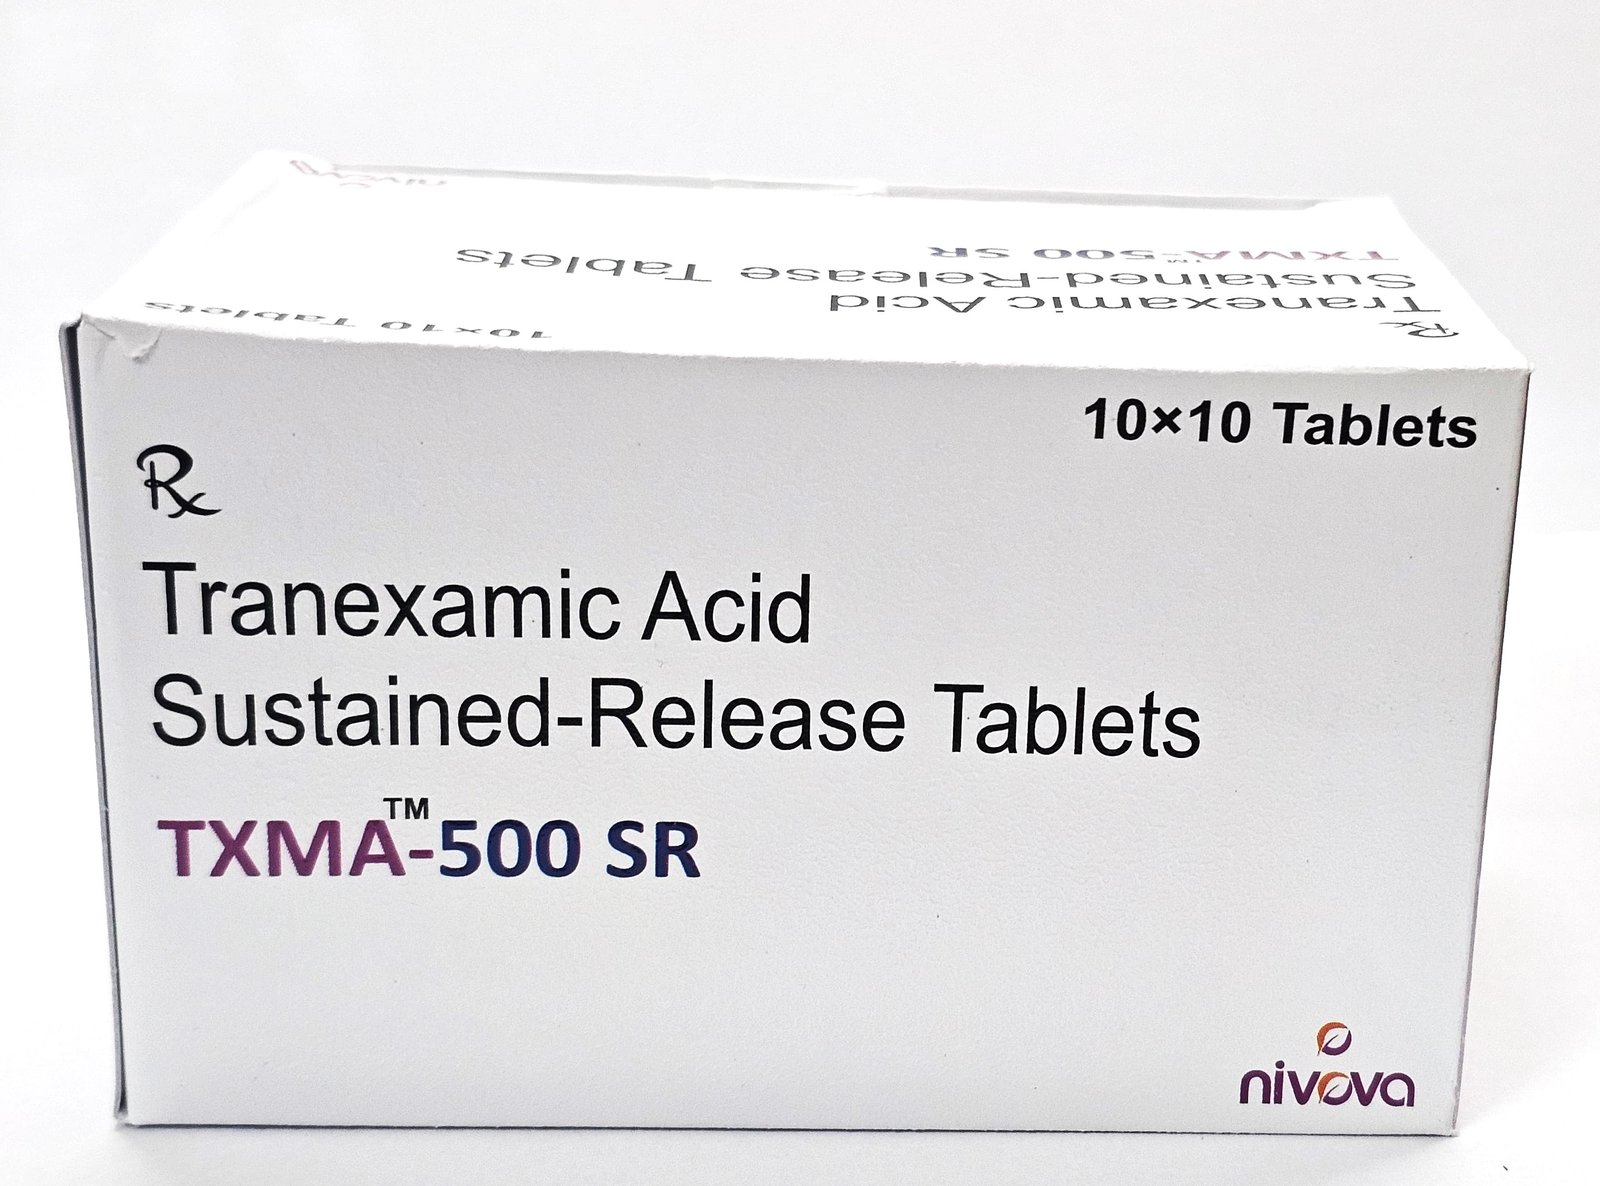 nivova
TXMA™-500 SR
Sustained-Release Tablets
Tranexamic Acid
Rx
10×10 Tablets
10×10 Tablets
Rx
Tranexamic Acid
Sustained-Release Tablets
TXMA™-500 SR
nivova